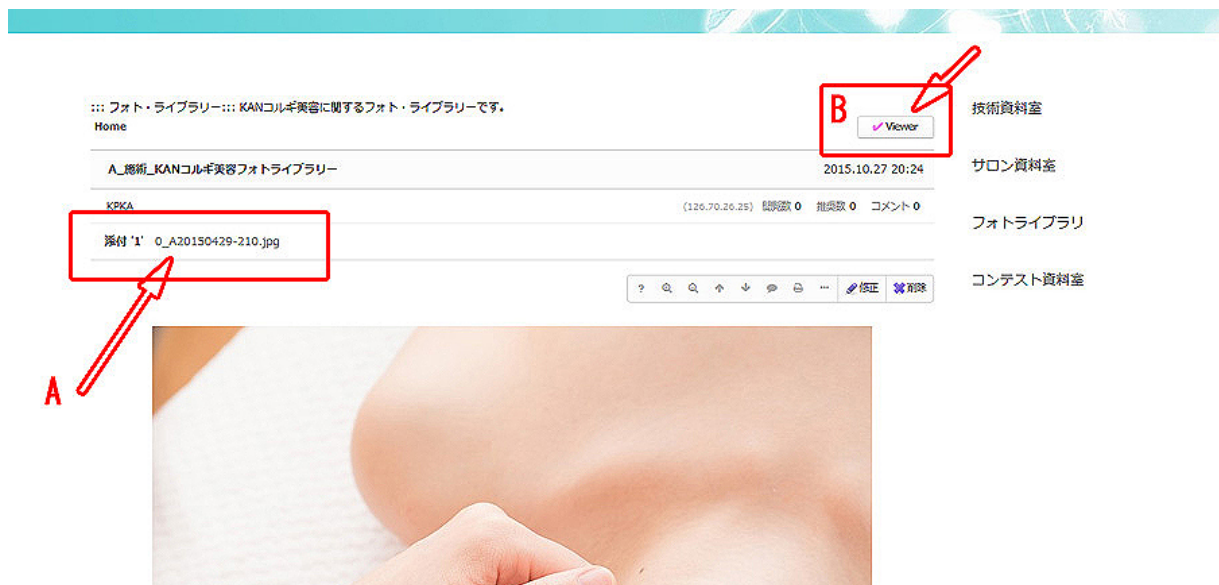 ::: フォト・ライブラリー::: KANコルギ美容に関するフォト・ライブラリーです。
Home
B
✓ Viewer
A_施術_KANコルギ美容フォトライブラリー 2015.10.27 20:24
KPKA (126.70.26.25) 閲覧数 0 推奨数 0 コメント 0
添付 '1' 0_A20150429-210.jpg
? ... 修正 削除
A
技術資料室
サロン資料室
フォトライブラリ
コンテスト資料室